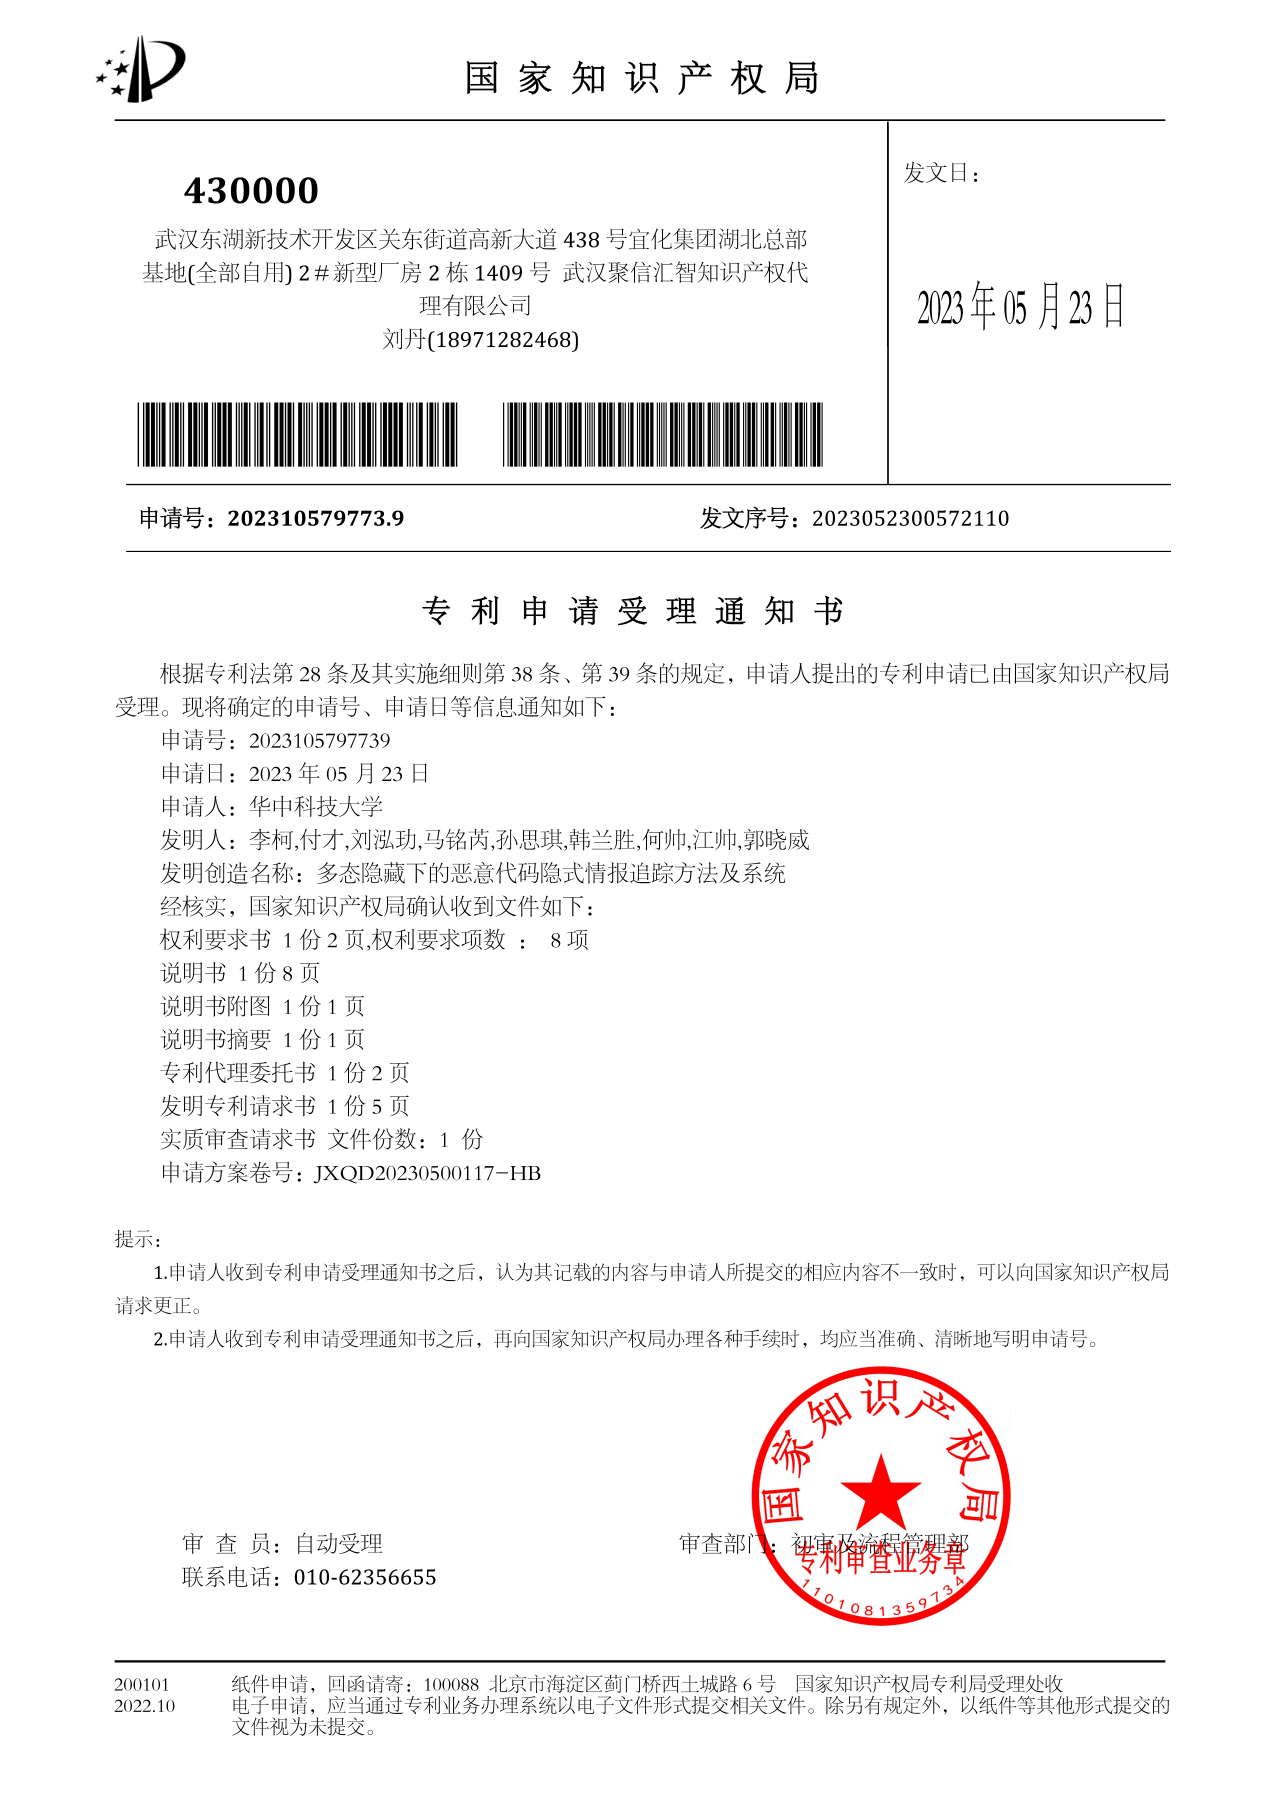 国家知识产权局
430000
发文日：
武汉东湖新技术开发区关东街道高新大道 438 号宜化集团湖北总部
基地(全部自用) 2＃新型厂房 2 栋 1409 号 武汉聚信汇智知识产权代
理有限公司
刘丹(18971282468)
2023 年 05 月 23 日
申请号：202310579773.9
发文序号：2023052300572110
专利申请受理通知书
根据专利法第 28 条及其实施细则第 38 条、第 39 条的规定，申请人提出的专利申请已由国家知识产权局
受理。现将确定的申请号、申请日等信息通知如下：
申请号：2023105797739
申请日：2023 年 05 月 23 日
申请人：华中科技大学
发明人：李柯,付才,刘泓玏,马铭芮,孙思琪,韩兰胜,何帅,江帅,郭晓威
发明创造名称：多态隐藏下的恶意代码隐式情报追踪方法及系统
经核实，国家知识产权局确认收到文件如下：
权利要求书 1 份 2 页,权利要求项数 ： 8 项
说明书 1 份 8 页
说明书附图 1 份 1 页
说明书摘要 1 份 1 页
专利代理委托书 1 份 2 页
发明专利请求书 1 份 5 页
实质审查请求书 文件份数：1 份
申请方案卷号：JXQD20230500117-HB
提示：
1.申请人收到专利申请受理通知书之后，认为其记载的内容与申请人所提交的相应内容不一致时，可以向国家知识产权局
请求更正。
2.申请人收到专利申请受理通知书之后，再向国家知识产权局办理各种手续时，均应当准确、清晰地写明申请号。
国家知识产权局
审 查 员：自动受理
审查部门：初审及流程管理部
专利审查业务章
联系电话：010-62356655
1101081359734
200101 纸件申请，回函请寄：100088 北京市海淀区蓟门桥西土城路 6 号 国家知识产权局专利局受理处收
2022.10 电子申请，应当通过专利业务办理系统以电子文件形式提交相关文件。除另有规定外，以纸件等其他形式提交的
文件视为未提交。